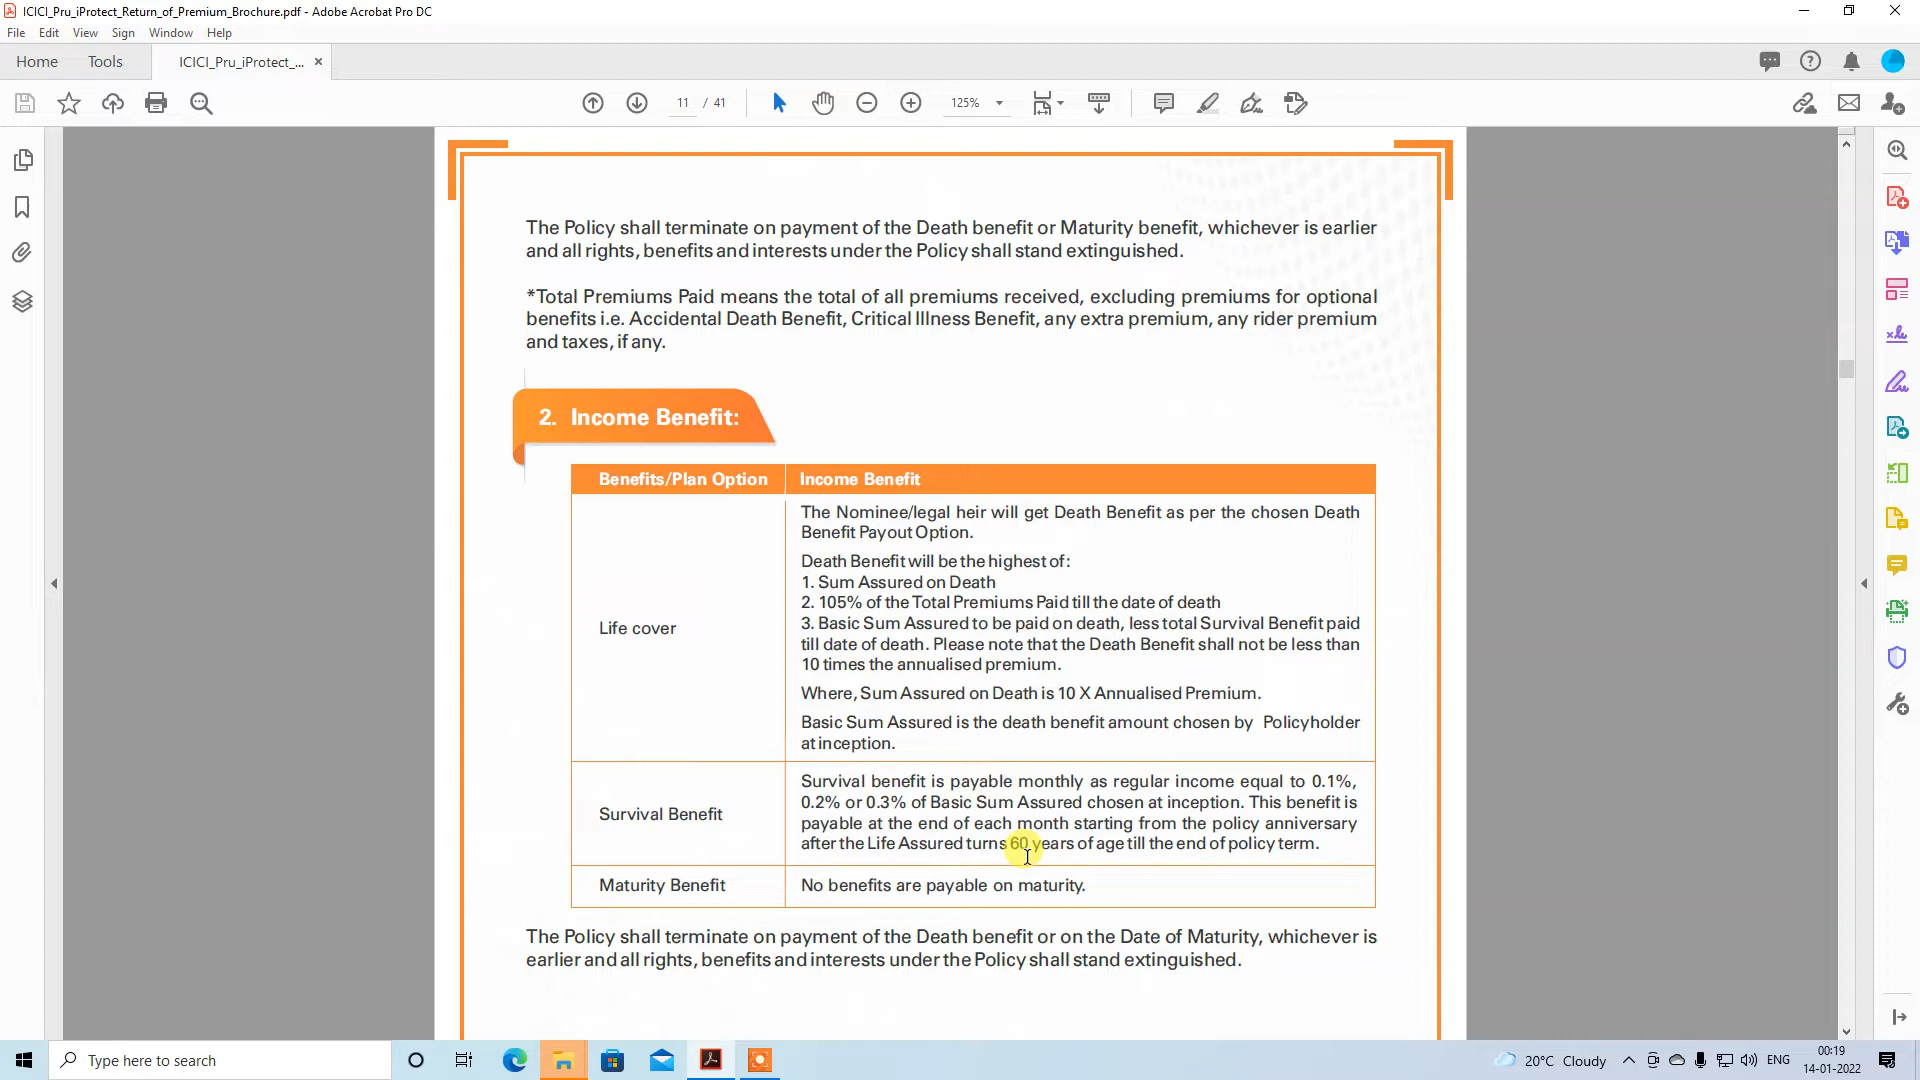 ICICI_Pru_iProtect_Return_of_Premium_Brochure.pdf - Adobe Acrobat Pro DC
File Edit View Sign Window Help
Home Tools ICICI_Pru_iProtect_... ×
11 / 41 125%
The Policy shall terminate on payment of the Death benefit or Maturity benefit, whichever is earlier
and all rights, benefits and interests under the Policy shall stand extinguished.
*Total Premiums Paid means the total of all premiums received, excluding premiums for optional
benefits i.e. Accidental Death Benefit, Critical Illness Benefit, any extra premium, any rider premium
and taxes, if any.
2. Income Benefit:
Benefits/Plan Option Income Benefit
Life cover
The Nominee/legal heir will get Death Benefit as per the chosen Death
Benefit Payout Option.
Death Benefit will be the highest of:
1. Sum Assured on Death
2. 105% of the Total Premiums Paid till the date of death
3. Basic Sum Assured to be paid on death, less total Survival Benefit paid
till date of death. Please note that the Death Benefit shall not be less than
10 times the annualised premium.
Where, Sum Assured on Death is 10 X Annualised Premium.
Basic Sum Assured is the death benefit amount chosen by Policyholder
at inception.
Survival Benefit
Survival benefit is payable monthly as regular income equal to 0.1%,
0.2% or 0.3% of Basic Sum Assured chosen at inception. This benefit is
payable at the end of each month starting from the policy anniversary
after the Life Assured turns 60 years of age till the end of policy term.
Maturity Benefit No benefits are payable on maturity.
The Policy shall terminate on payment of the Death benefit or on the Date of Maturity, whichever is
earlier and all rights, benefits and interests under the Policy shall stand extinguished.
Type here to search
20°C Cloudy ENG
00:19
14-01-2022